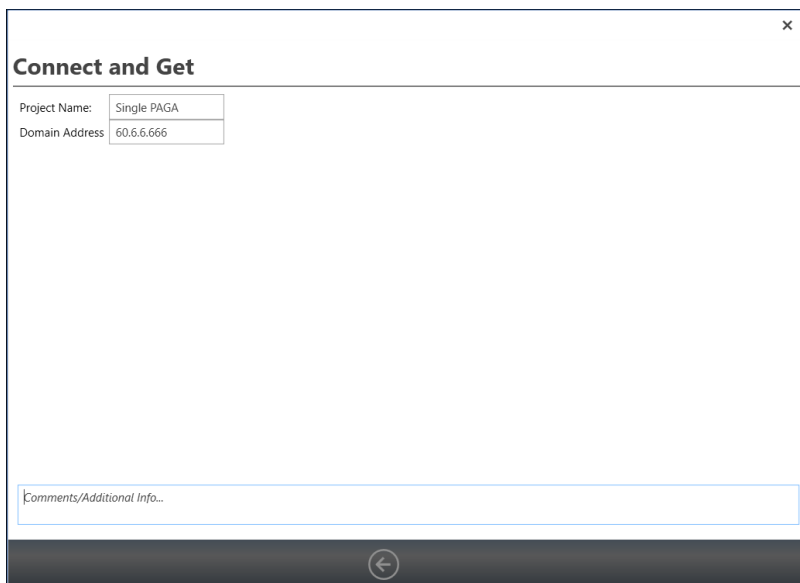 Connect and Get
Project Name: Single PAGA
Domain Address 60.6.6.666
Comments/Additional Info...